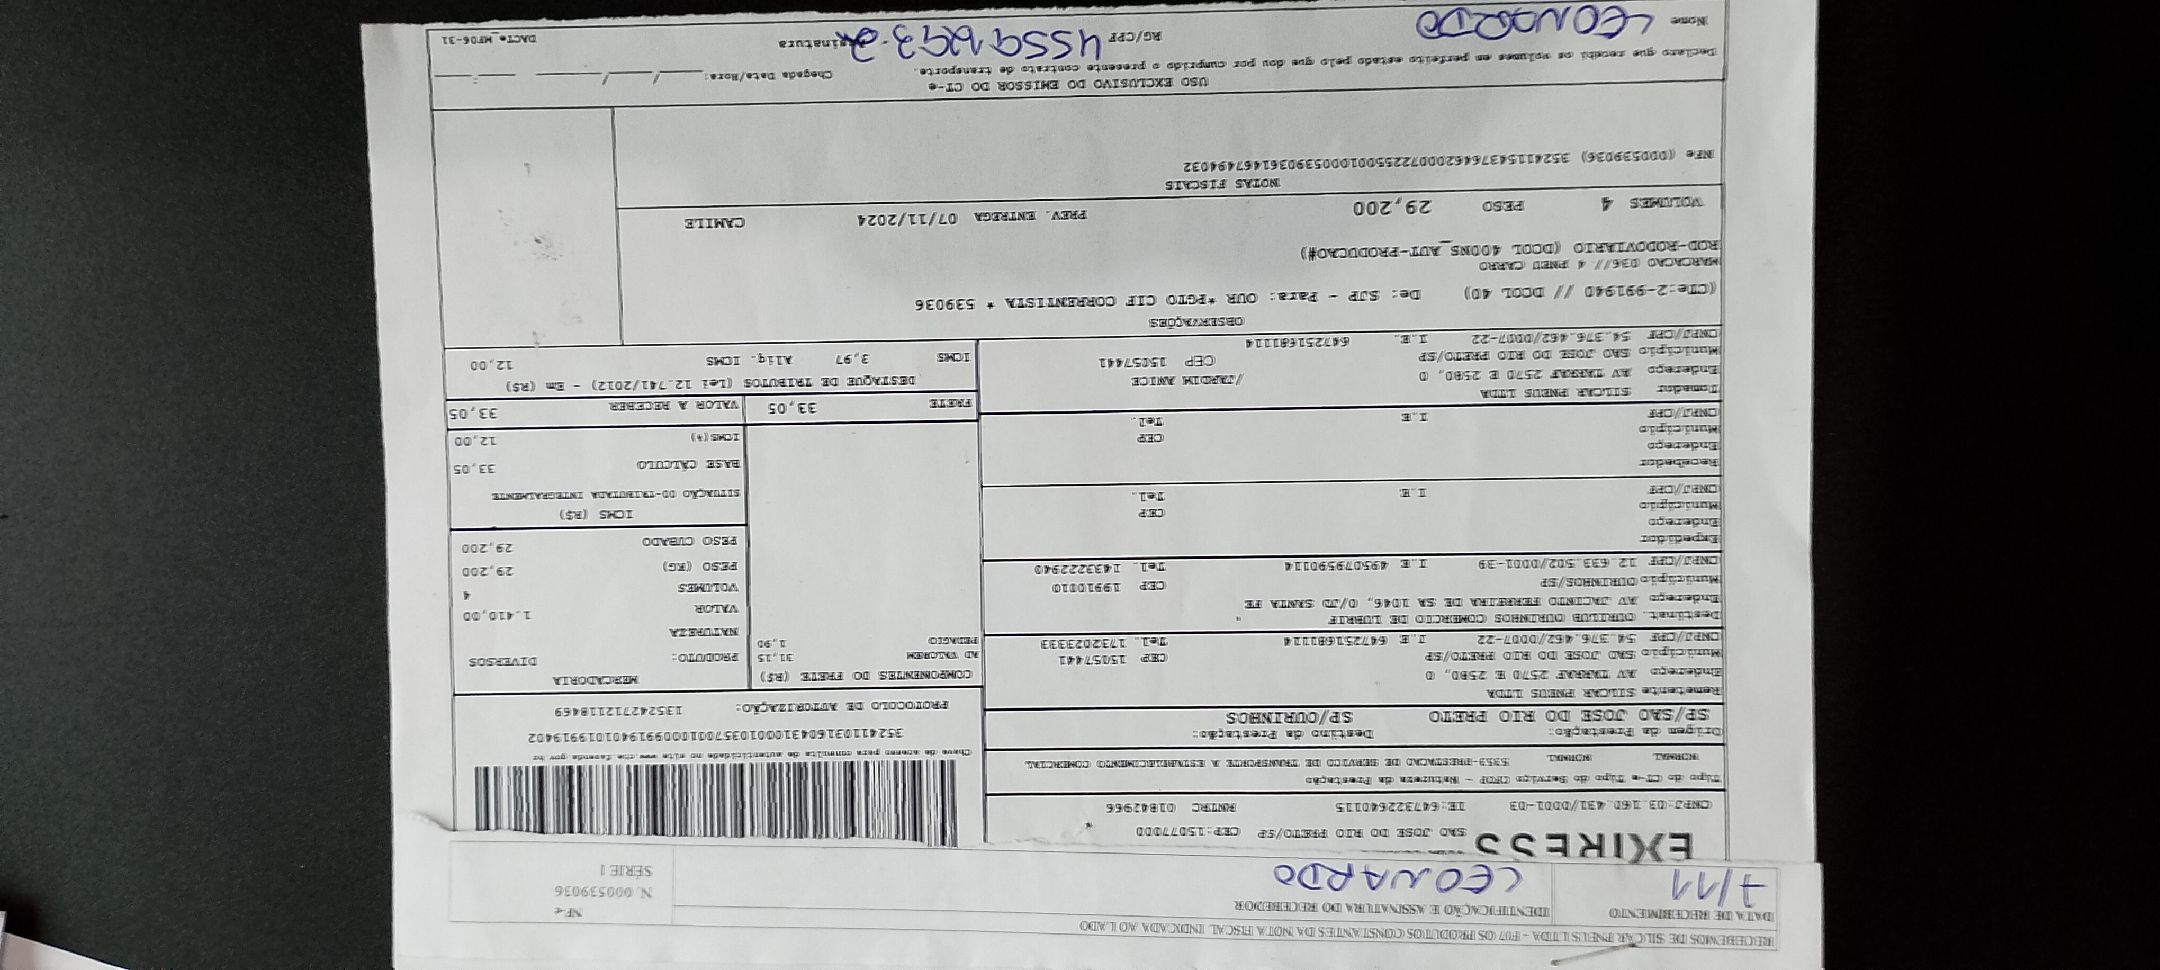 RECEBEMOS DE SILCAR PNEUS LTDA - F07 OS PRODUTOS CONSTANTES DA NOTA FISCAL INDICADA AO LADO
DATA DE RECEBIMENTO
7/11
IDENTIFICAÇÃO E ASSINATURA DO RECEBEDOR
LEONARDO
NF-e
N. 000539036
SÉRIE 1
EXPRESS
SAO JOSE DO RIO PRETO/SP CEP:15077000
CNPJ:03.160.431/0001-03 IE:647322640115 RNTRC 01842966
Tipo do CT-e Tipo do Serviço CFOP - Natureza da Prestação
NORMAL NORMAL 5353-PRESTACAO DE SERVICO DE TRANSPORTE A ESTABELECIMENTO COMERCIAL
Origem da Prestação: Destino da Prestação:
SP/SAO JOSE DO RIO PRETO SP/OURINHOS
Chave de acesso para consulta de autenticidade no site www.cte.fazenda.gov.br
35241103160431000103570010009919401019919402
PROTOCOLO DE AUTORIZAÇÃO: 135242712118469
Remetente SILCAR PNEUS LTDA
Endereço AV TARRAF 2570 E 2580, 0
Município SAO JOSE DO RIO PRETO/SP CEP 15057441
CNPJ/CPF 54.376.462/0007-22 I.E 647251681114 Tel. 1732023333
Destinat. OURILUB OURINHOS COMERCIO DE LUBRIF
Endereço AV JACINTO FERREIRA DE SA 1046, 0/JD SANTA FE
Município OURINHOS/SP CEP 19910010
CNPJ/CPF 12.633.502/0001-39 I.E 495079590114 Tel. 1433222940
Expedidor
Endereço
Município CEP
CNPJ/CPF I.E Tel.
Recebedor
Endereço
Município CEP
CNPJ/CPF I.E Tel.
Tomador SILCAR PNEUS LTDA
Endereço AV TARRAF 2570 E 2580, 0 /JARDIM ANICE
Município SAO JOSE DO RIO PRETO/SP CEP 15057441
CNPJ/CPF 54.376.462/0007-22 I.E. 647251681114
COMPONENTES DO FRETE (R$)
AD VALOREM 31,15
PEDAGIO 1,90
FRETE 33,05
MERCADORIA
PRODUTO: DIVERSOS
NATUREZA
VALOR 1.410,00
VOLUMES 4
PESO (KG) 29,200
PESO CUBADO 29,200
ICMS (R$)
SITUAÇÃO 00-TRIBUTADA INTEGRALMENTE
BASE CÁLCULO 33,05
ICMS(%) 12,00
VALOR A RECEBER 33,05
DESTAQUE DE TRIBUTOS (Lei 12.741/2012) - Em (R$)
ICMS 3,97 Aliq. ICMS 12,00
OBSERVAÇÕES
(CTe:2-991940 // DCOL 40) De: SJP - Para: OUR *PGTO CIF CORRENTISTA * 539036
MARCACAO 036// 4 PNEU CARRO
ROD-RODOVIARIO (DCOL 400NS_AUT-PRODUCAO#)
VOLUMES 4 PESO 29,200 PREV. ENTREGA 07/11/2024 CAMILE
NOTAS FISCAIS
NFe (000539036) 35241154376462000722550010005390361467494032
USO EXCLUSIVO DO EMISSOR DO CT-e
Declaro que recebi os volumes em perfeito estado pelo que dou por cumprido o presente contrato de transporte. Chegada Data/Hora: ___/___/___ ___:___
Nome LEONARDO RG/CPF Assinatura DACTe_MF06-31